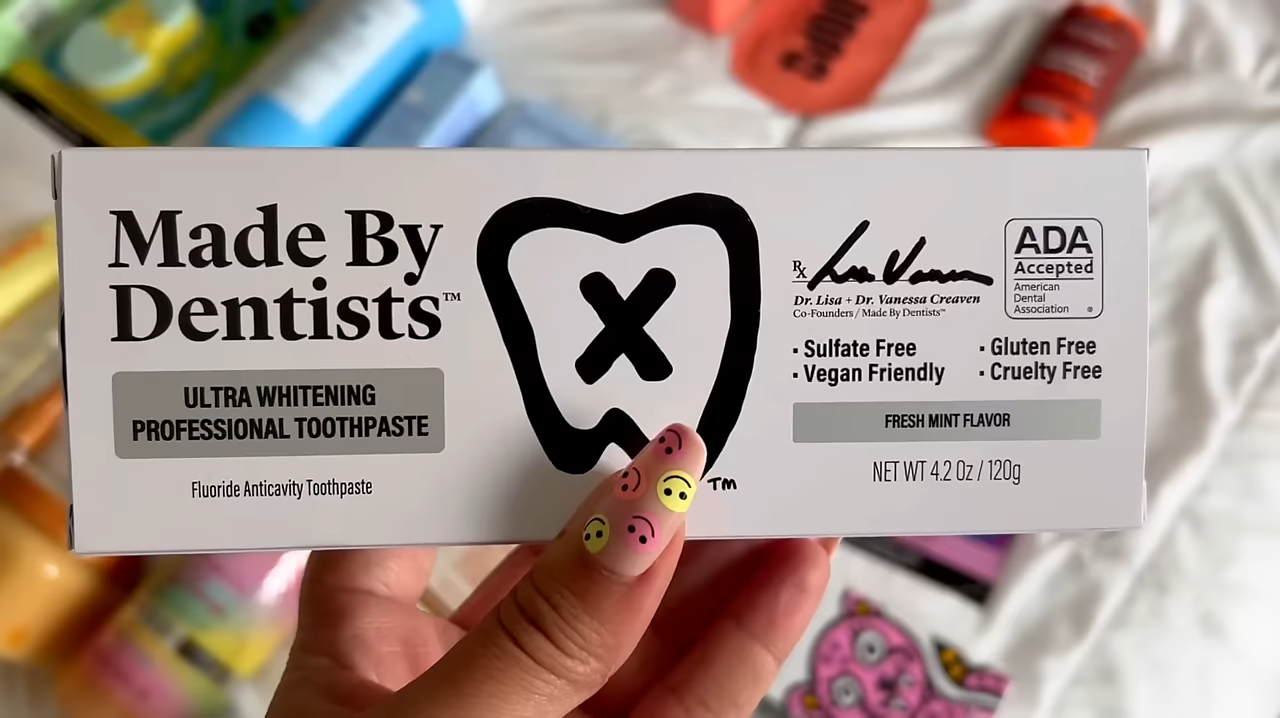 Made By
Dentists™
ULTRA WHITENING
PROFESSIONAL TOOTHPASTE
Fluoride Anticavity Toothpaste
X
TM
Rx
Dr. Lisa + Dr. Vanessa Creaven
Co-Founders / Made By Dentists™
ADA
Accepted
American
Dental
Association ®
• Sulfate Free
• Gluten Free
• Vegan Friendly
• Cruelty Free
FRESH MINT FLAVOR
NET WT 4.2 Oz / 120g